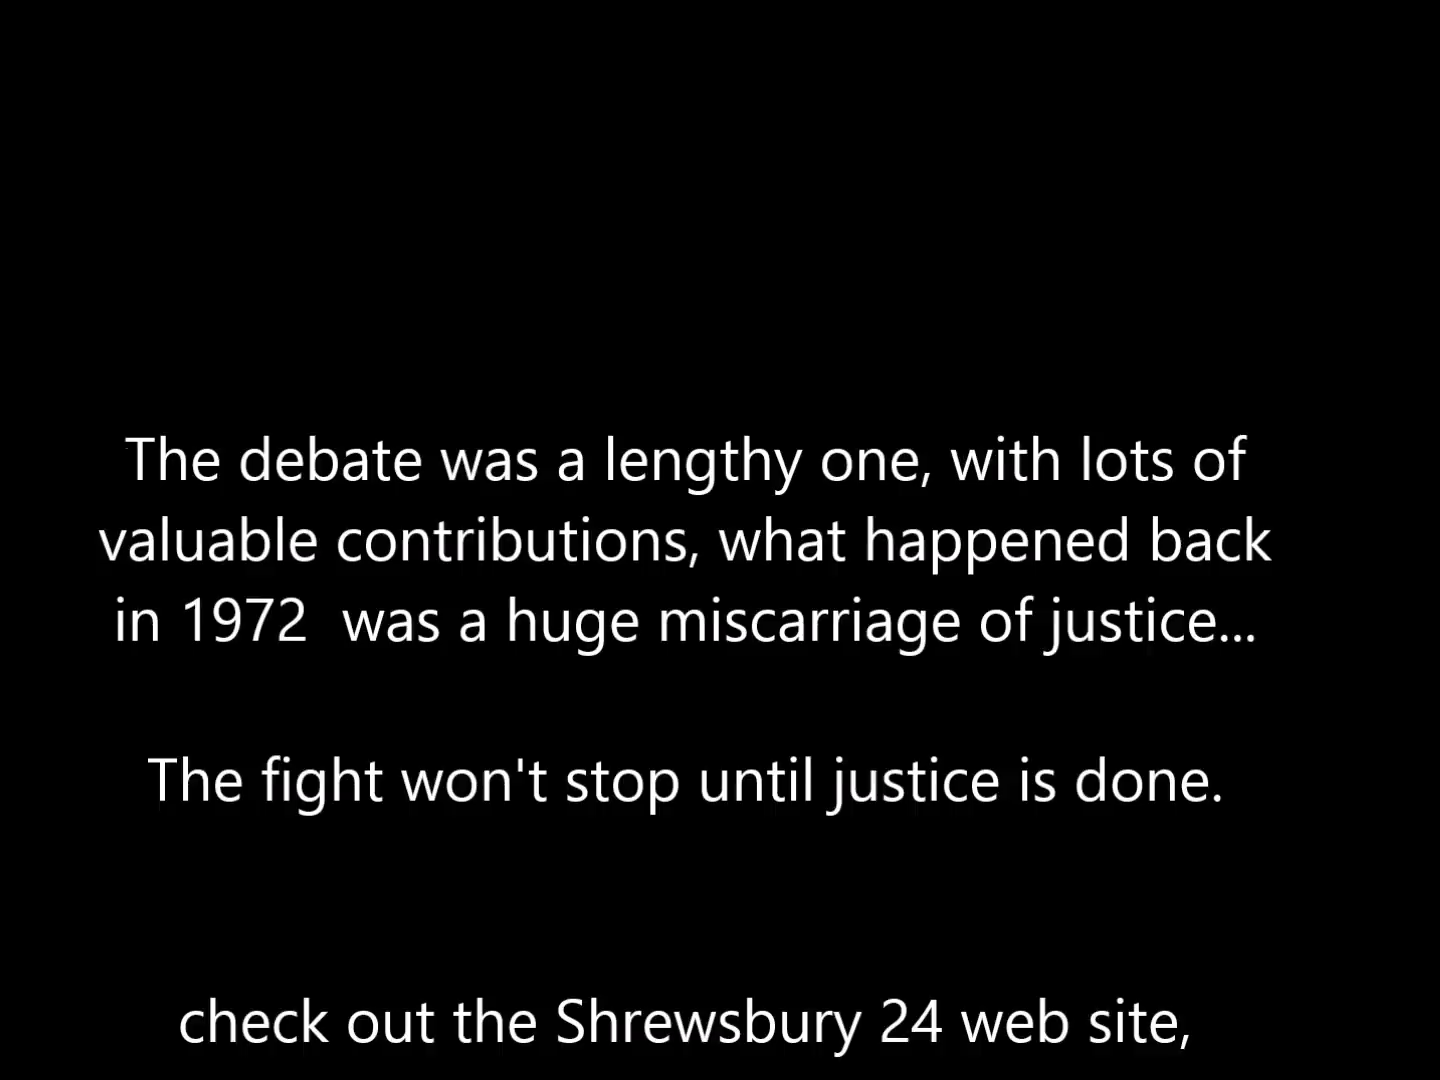 The debate was a lengthy one, with lots of
valuable contributions, what happened back
in 1972  was a huge miscarriage of justice...
The fight won't stop until justice is done.
check out the Shrewsbury 24 web site,